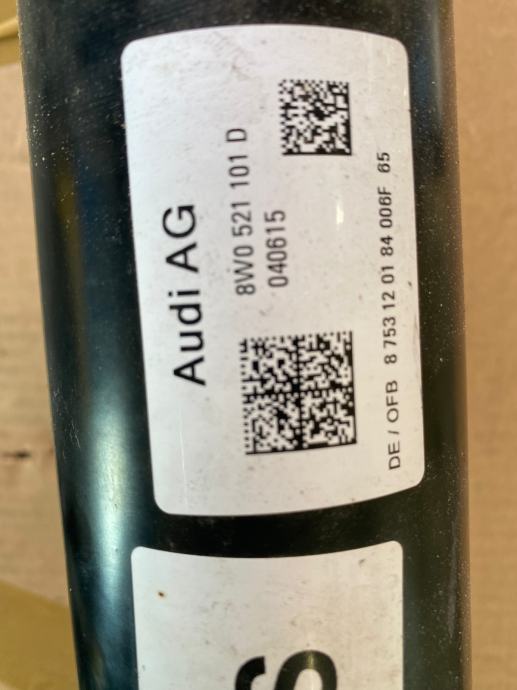 Audi AG
8W0 521 101 D
040615
DE / OFB 8 753 12 01 84 006F 65
S